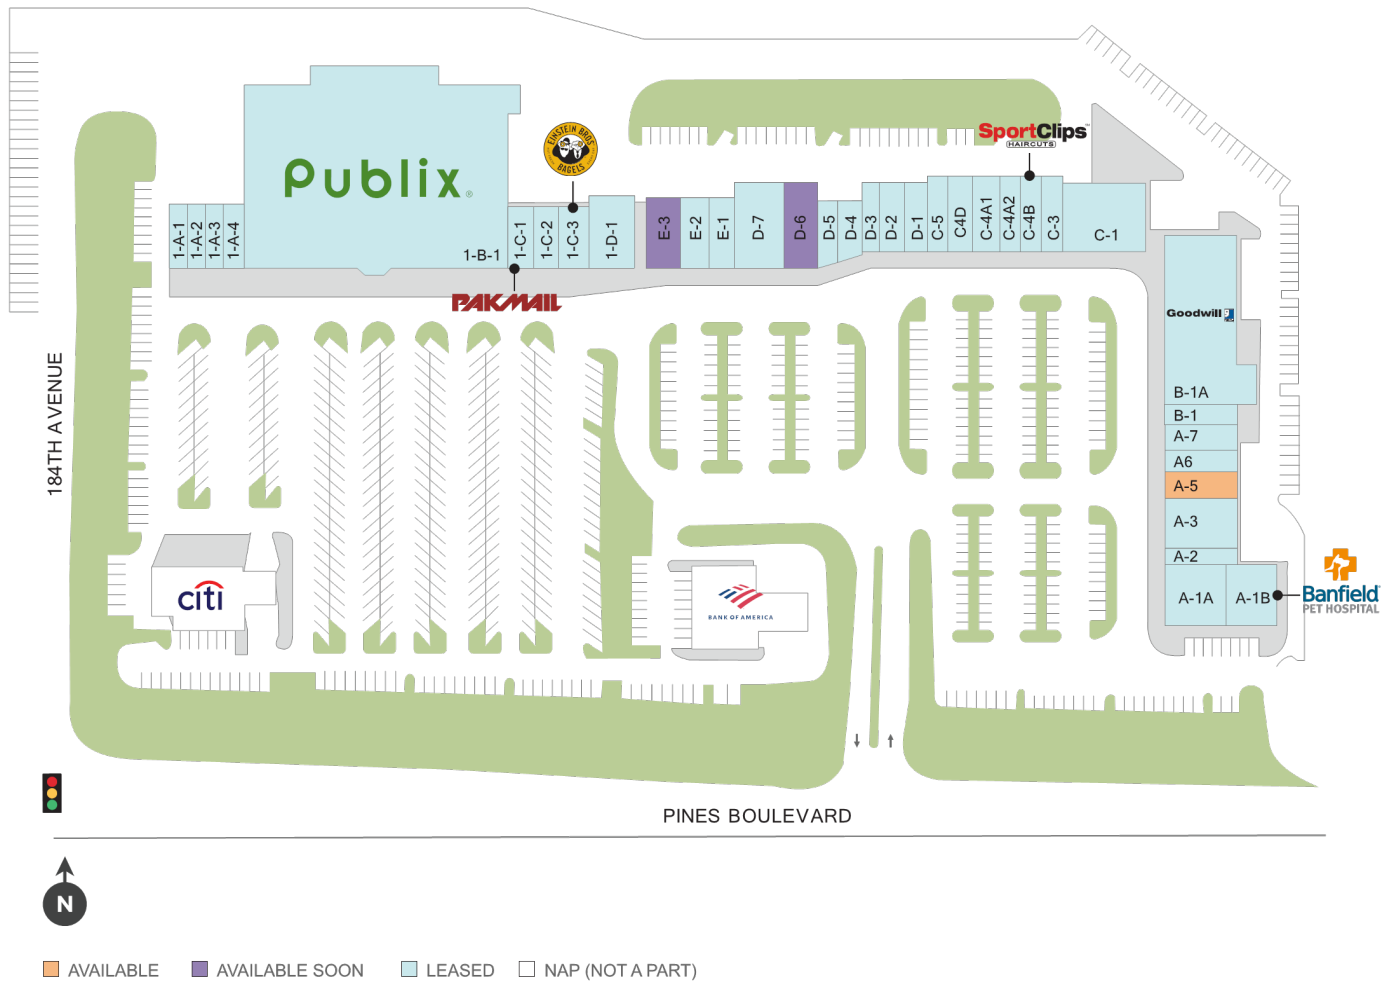 EINSTEIN BROS
BAGELS
SportClips
HAIRCUTS
Publix
1-A-1
1-A-2
1-A-3
1-A-4
1-B-1
1-C-1
1-C-2
1-C-3
1-D-1
E-3
E-2
E-1
D-7
D-6
D-5
D-4
D-3
D-2
D-1
C-5
C4D
C-4A1
C-4A2
C-4B
C-3
C-1
PAKMAIL
Goodwill
B-1A
B-1
A-7
A6
A-5
A-3
A-2
A-1A
A-1B
Banfield
PET HOSPITAL
184TH AVENUE
citi
BANK OF AMERICA
PINES BOULEVARD
N
AVAILABLE
AVAILABLE SOON
LEASED
NAP (NOT A PART)